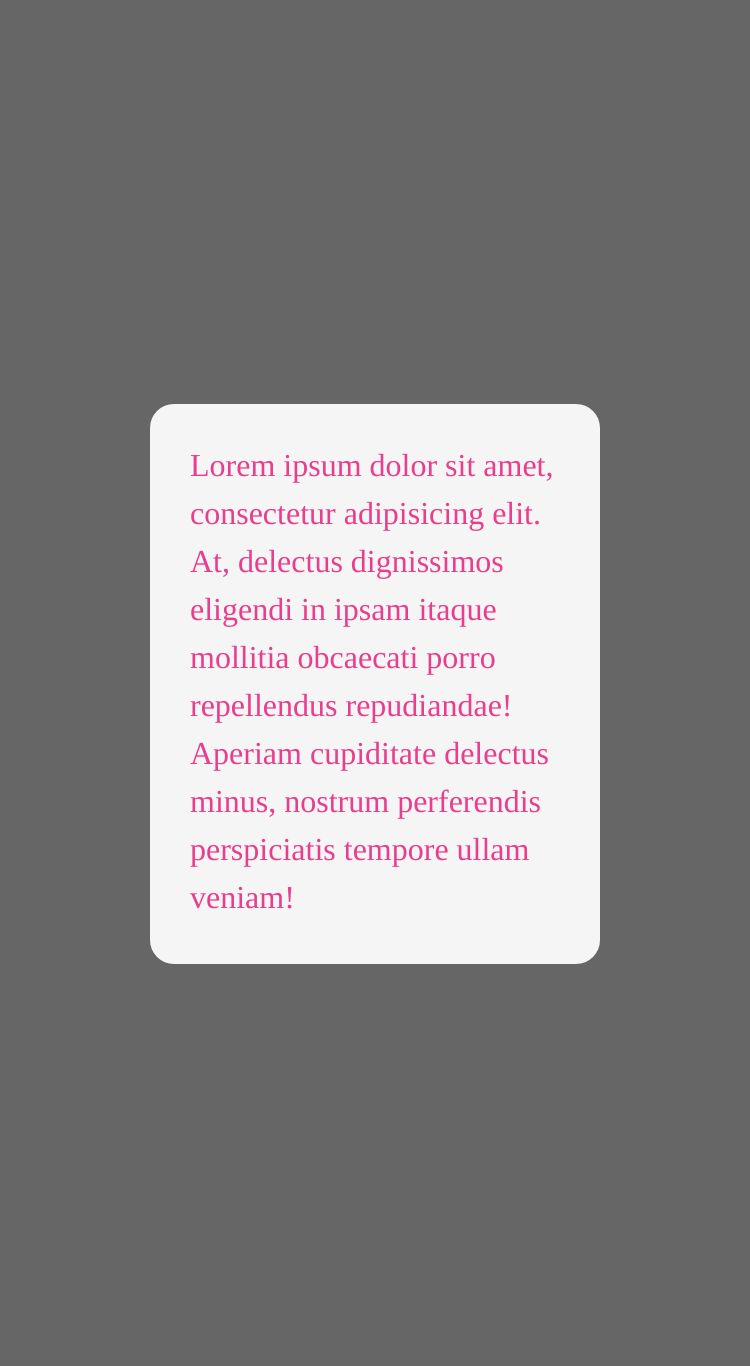 Lorem ipsum dolor sit amet,
consectetur adipisicing elit.
At, delectus dignissimos
eligendi in ipsam itaque
mollitia obcaecati porro
repellendus repudiandae!
Aperiam cupiditate delectus
minus, nostrum perferendis
perspiciatis tempore ullam
veniam!